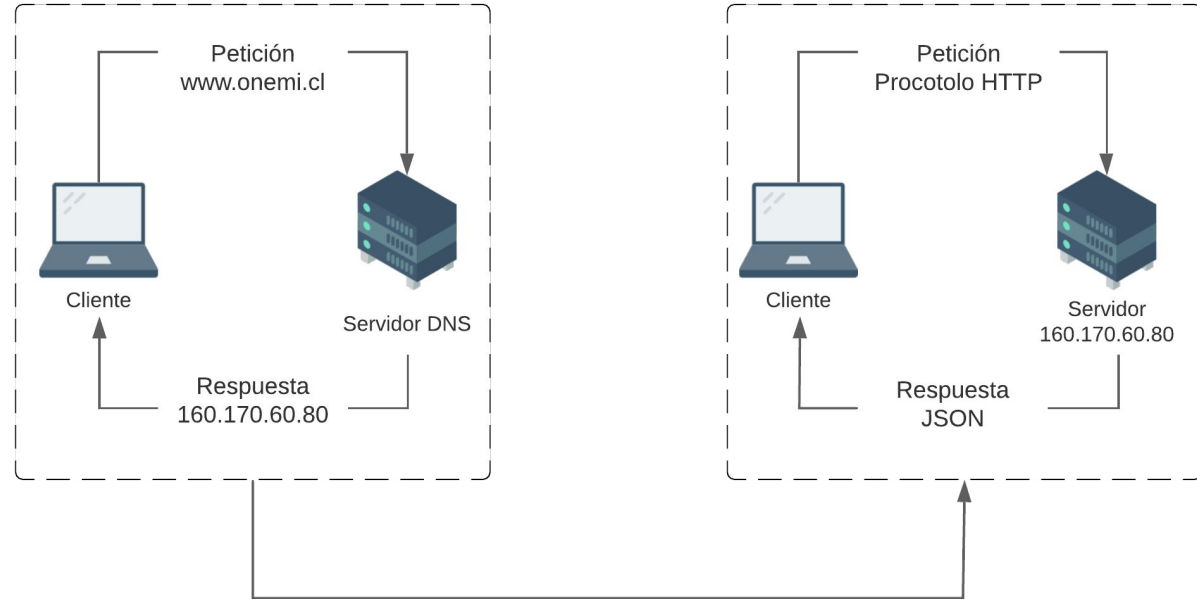 Petición
www.onemi.cl
Cliente
Servidor DNS
Respuesta
160.170.60.80
Petición
Procotolo HTTP
Cliente
Servidor
160.170.60.80
Respuesta
JSON